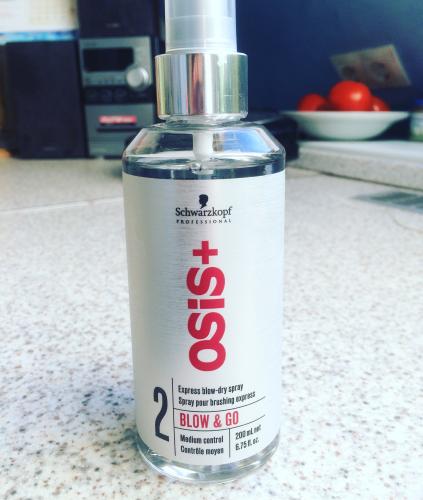 Schwarzkopf
PROFESSIONAL
OSiS+
2
Express blow-dry spray
Spray pour brushing express
BLOW & GO
Medium control
Contrôle moyen
200 mL net
6.75 fl. oz.